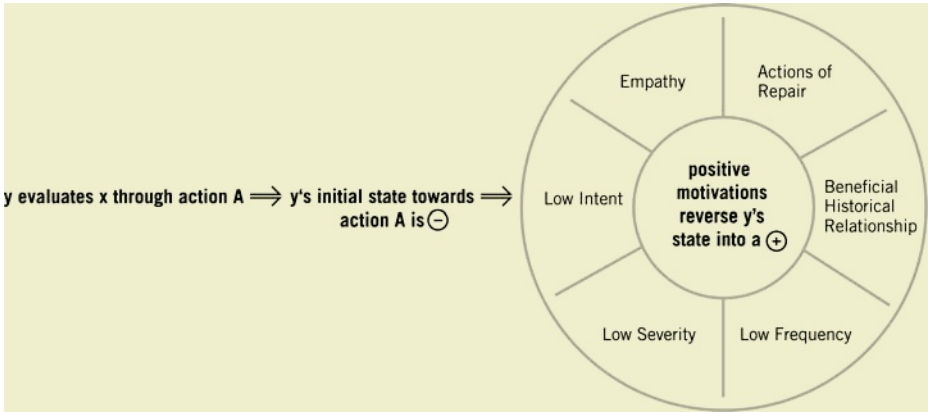 y evaluates x through action A ⇒ y's initial state towards ⇒
action A is ⊖
Empathy
Actions of
Repair
Beneficial
Historical
Relationship
Low Frequency
Low Severity
Low Intent
positive
motivations
reverse y's
state into a ⊕